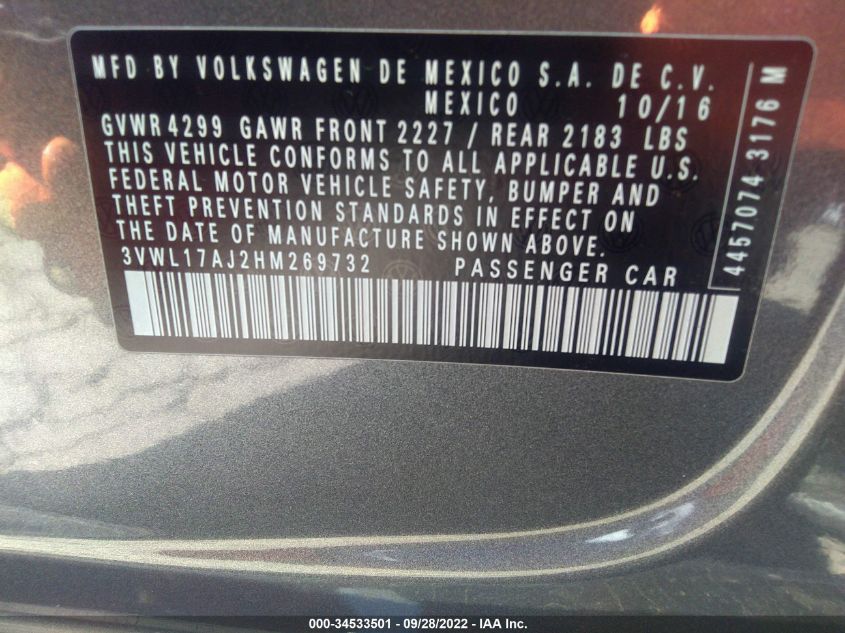 MFD BY VOLKSWAGEN DE MEXICO S.A. DE C.V.
MEXICO 10/16
GVWR 4299 GAWR FRONT 2227 / REAR 2183 LBS
THIS VEHICLE CONFORMS TO ALL APPLICABLE U.S.
FEDERAL MOTOR VEHICLE SAFETY, BUMPER AND
THEFT PREVENTION STANDARDS IN EFFECT ON
THE DATE OF MANUFACTURE SHOWN ABOVE.
3VWL17AJ2HM269732 PASSENGER CAR
4457074 3176 M
000-34533501 / 09/28/2022 - IAA Inc.